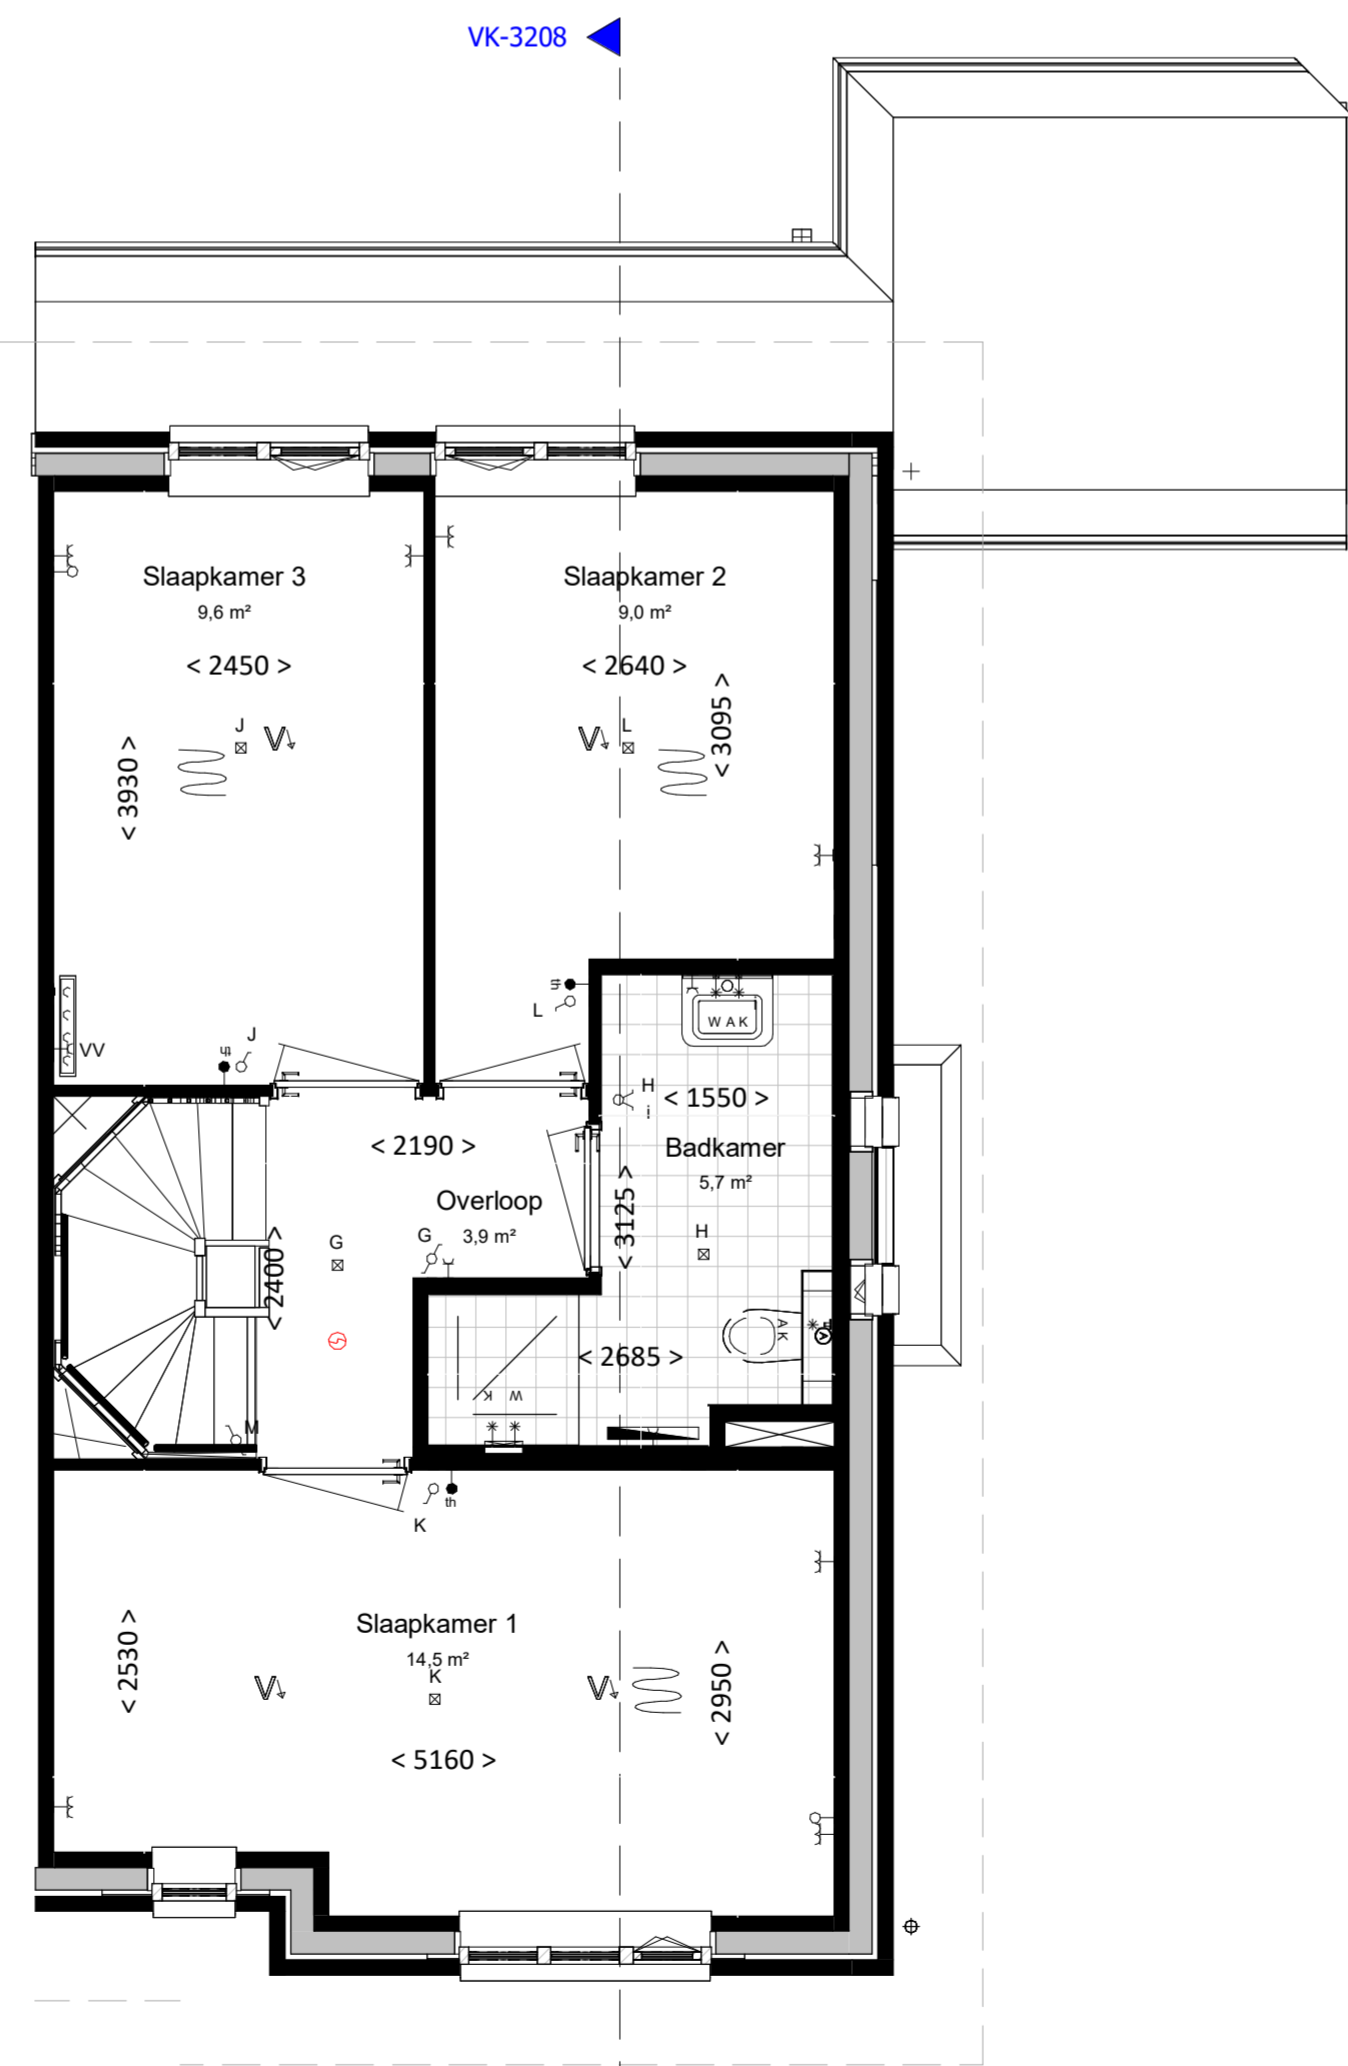 VK-3208
Slaapkamer 3
9,6 m²
< 2450 >
Slaapkamer 2
9,0 m²
< 2640 >
< 3095 >
J
L
< 3930 >
th
L
J
th
VV
WAK
H
< 1550 >
< 2190 >
Badkamer
5,7 m²
Overloop
3,9 m²
< 3125 >
G
G
H
< 2400 >
AK
< 2685 >
K W
M
th
K
Slaapkamer 1
14,5 m²
K
< 2530 >
< 2950 >
< 5160 >